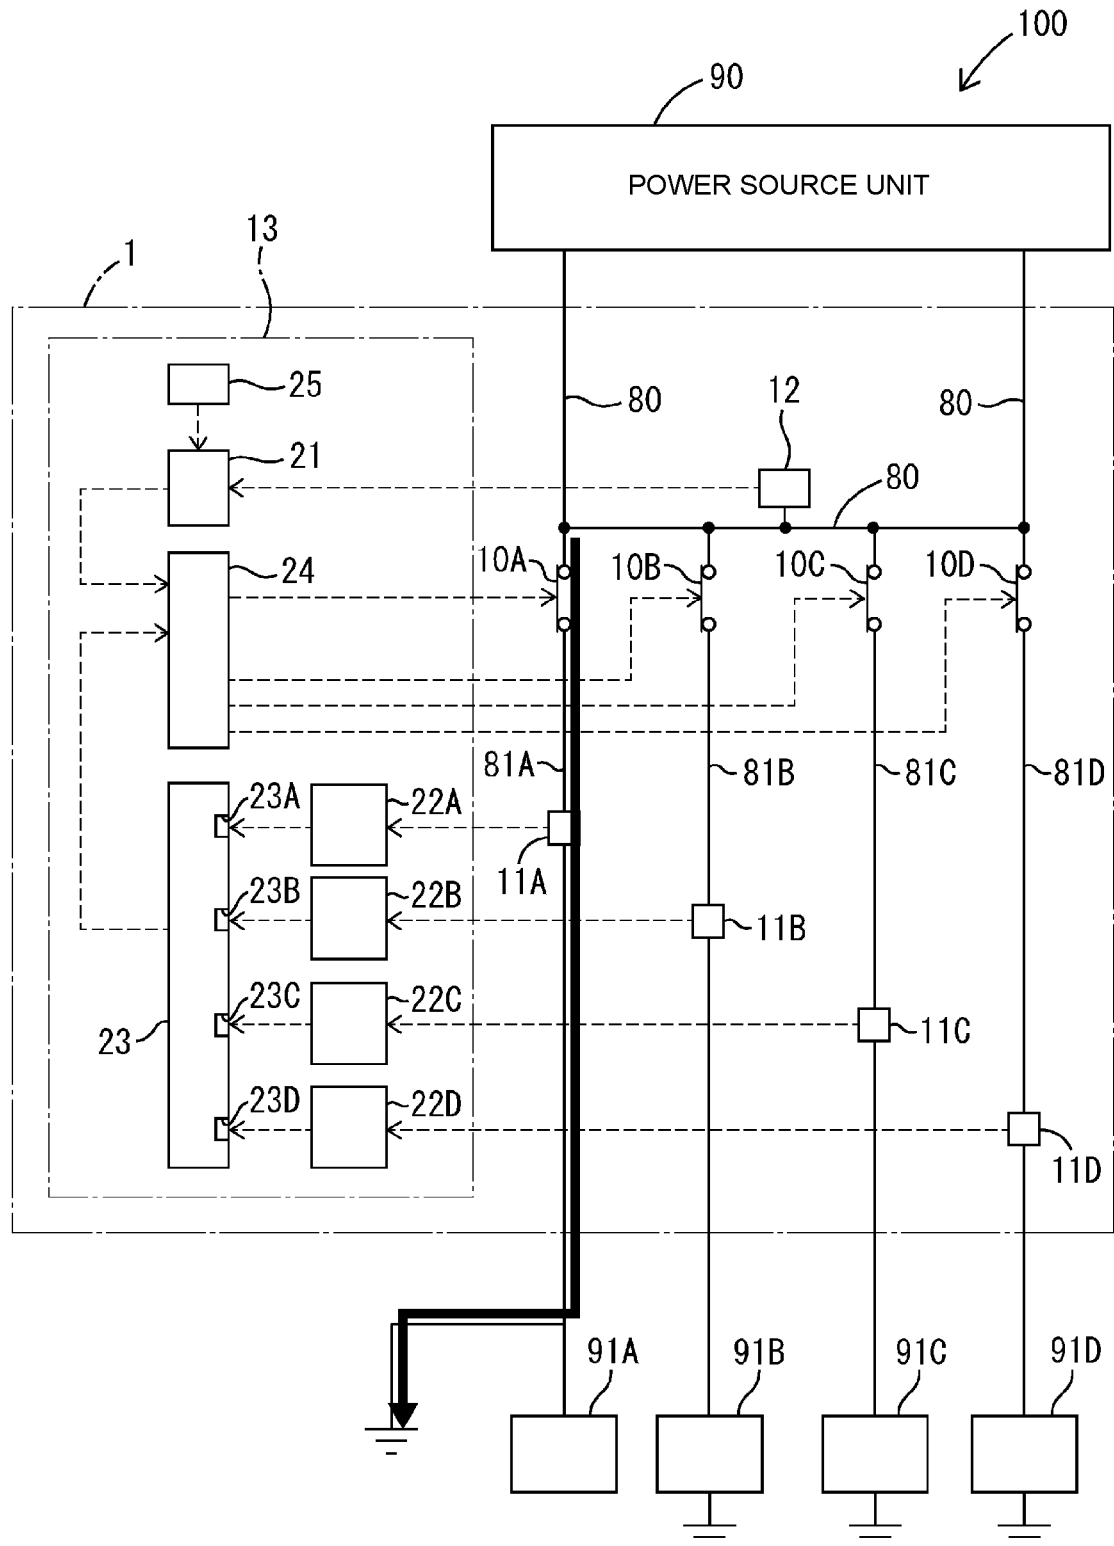 100
90
POWER SOURCE UNIT
13
1
25
12
80
80
21
80
24
10A
10B
10C
10D
81A
81B
81C
81D
23A
22A
11A
23B
22B
11B
23C
22C
11C
23
23D
22D
11D
91A
91B
91C
91D